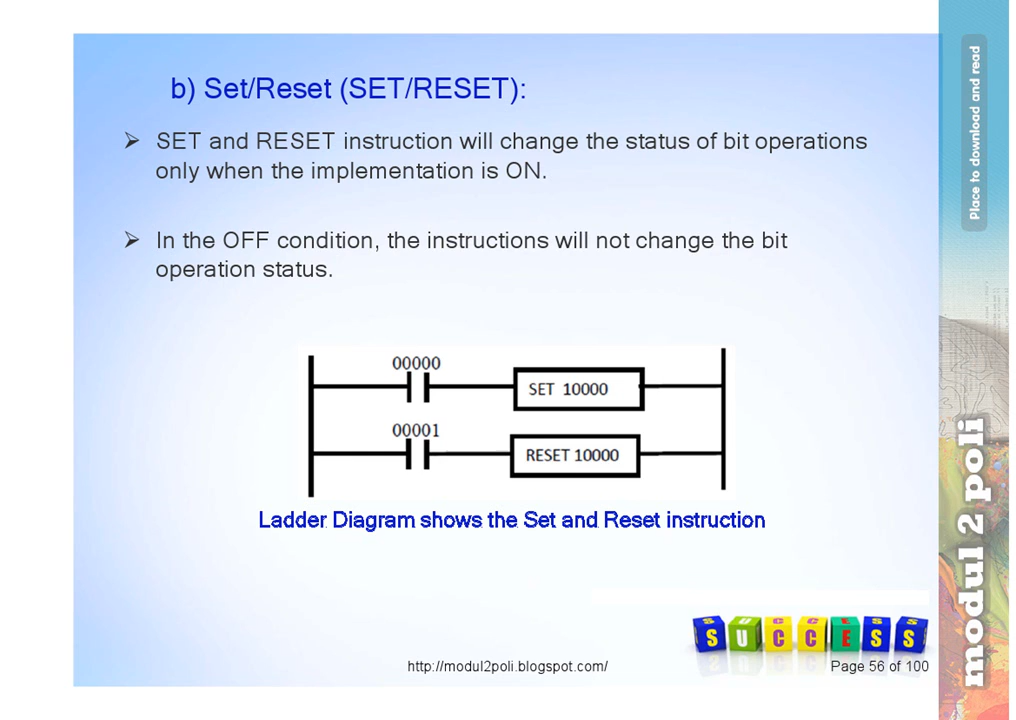 b) Set/Reset (SET/RESET):
➢ SET and RESET instruction will change the status of bit operations
only when the implementation is ON.
➢ In the OFF condition, the instructions will not change the bit
operation status.
00000
SET 10000
00001
RESET 10000
Ladder Diagram shows the Set and Reset instruction
SUCCESS
http://modul2poli.blogspot.com/
Page 56 of 100
Place to download and read
modul 2 poli